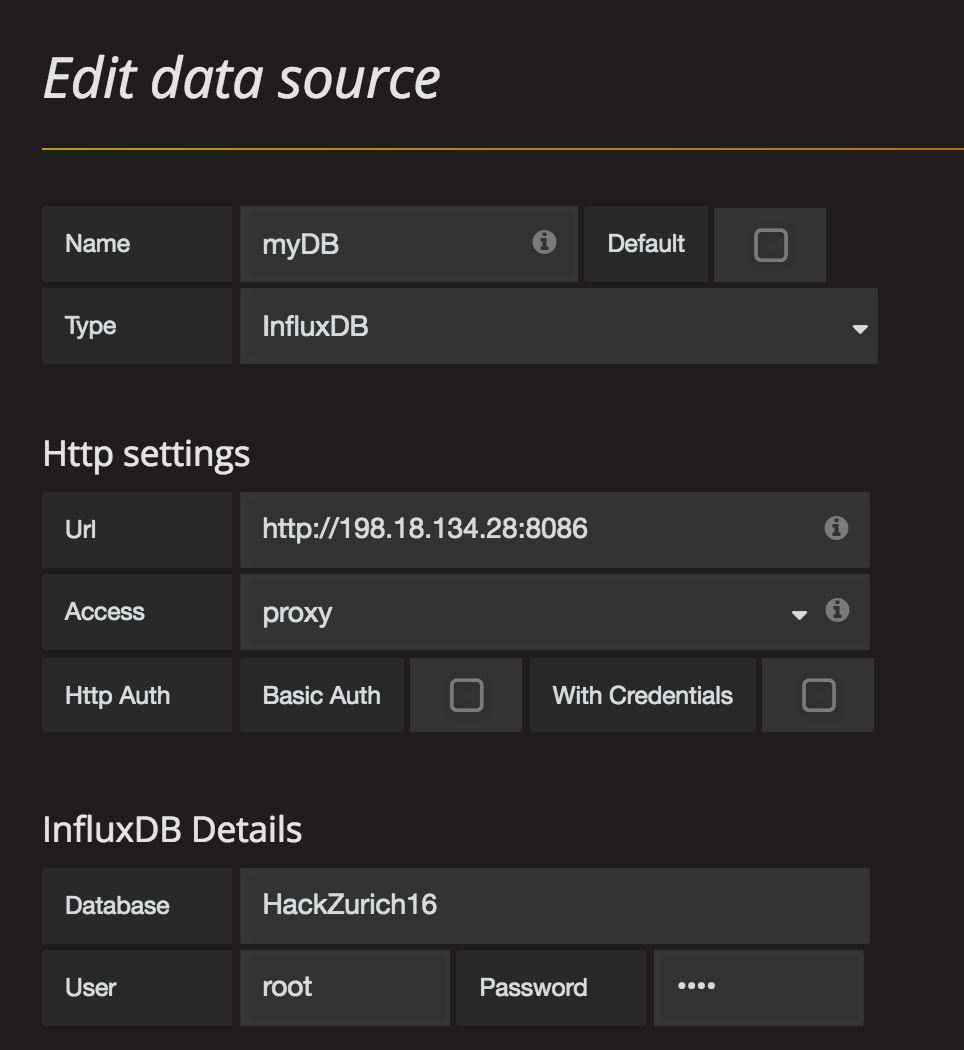 Edit data source
Name myDB Default
Type InfluxDB
Http settings
Url http://198.18.134.28:8086
Access proxy
Http Auth Basic Auth With Credentials
InfluxDB Details
Database HackZurich16
User root Password ••••